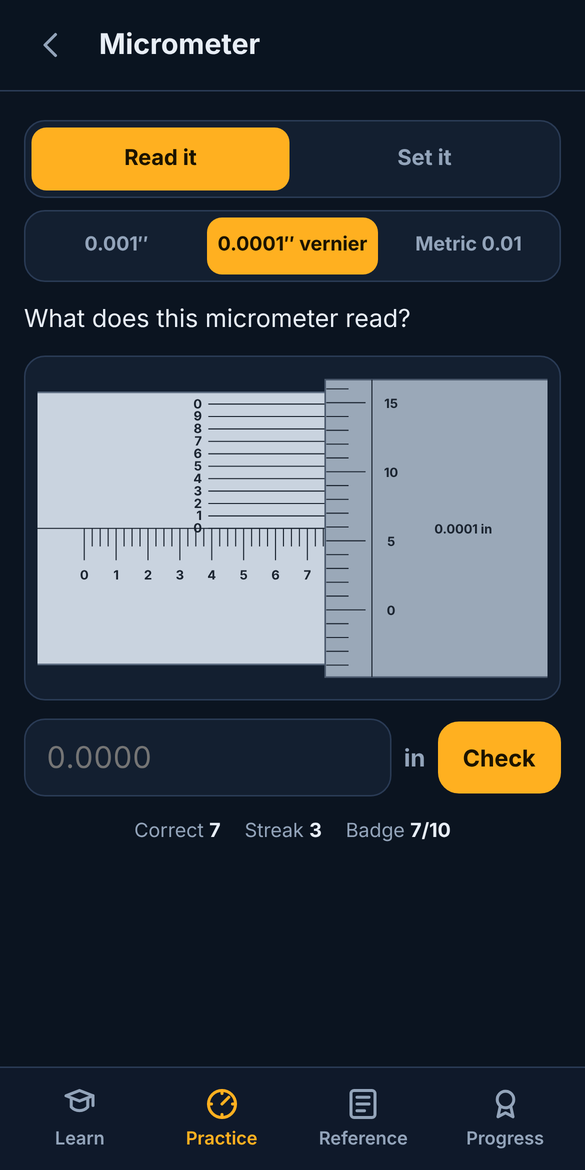 Micrometer
Read it Set it
0.001″ 0.0001″ vernier Metric 0.01
What does this micrometer read?
0
9
8
7
6
5
4
3
2
1
0
0 1 2 3 4 5 6 7
15
10
5
0
0.0001 in
0.0000 in Check
Correct 7 Streak 3 Badge 7/10
Learn Practice Reference Progress